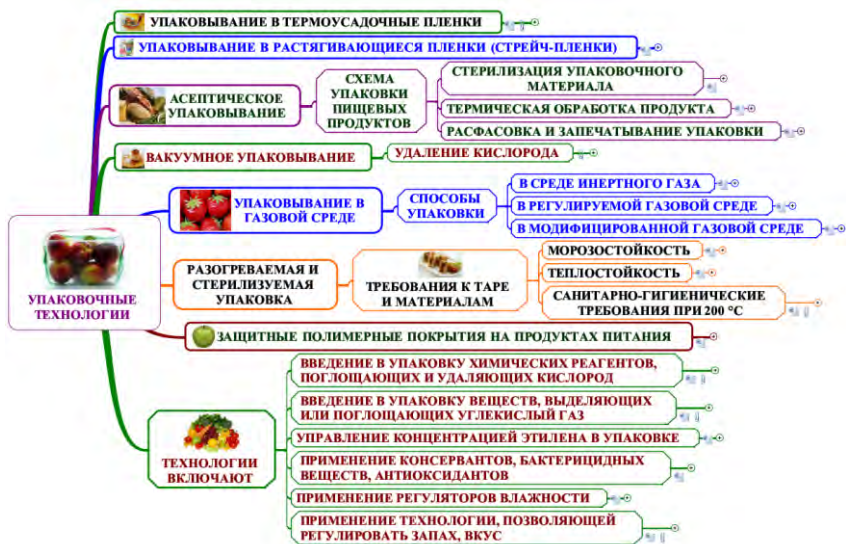 УПАКОВЫВАНИЕ В ТЕРМОУСАДОЧНЫЕ ПЛЕНКИ
УПАКОВЫВАНИЕ В РАСТЯГИВАЮЩИЕСЯ ПЛЕНКИ (СТРЕЙЧ-ПЛЕНКИ)
АСЕПТИЧЕСКОЕ
УПАКОВЫВАНИЕ
СХЕМА
УПАКОВКИ
ПИЩЕВЫХ
ПРОДУКТОВ
СТЕРИЛИЗАЦИЯ УПАКОВОЧНОГО
МАТЕРИАЛА
ТЕРМИЧЕСКАЯ ОБРАБОТКА ПРОДУКТА
РАСФАСОВКА И ЗАПЕЧАТЫВАНИЕ УПАКОВКИ
ВАКУУМНОЕ УПАКОВЫВАНИЕ
УДАЛЕНИЕ КИСЛОРОДА
УПАКОВЫВАНИЕ В
ГАЗОВОЙ СРЕДЕ
СПОСОБЫ
УПАКОВКИ
В СРЕДЕ ИНЕРТНОГО ГАЗА
В РЕГУЛИРУЕМОЙ ГАЗОВОЙ СРЕДЕ
В МОДИФИЦИРОВАННОЙ ГАЗОВОЙ СРЕДЕ
УПАКОВОЧНЫЕ
ТЕХНОЛОГИИ
РАЗОГРЕВАЕМАЯ И
СТЕРИЛИЗУЕМАЯ
УПАКОВКА
ТРЕБОВАНИЯ К ТАРЕ
И МАТЕРИАЛАМ
МОРОЗОСТОЙКОСТЬ
ТЕПЛОСТОЙКОСТЬ
САНИТАРНО-ГИГИЕНИЧЕСКИЕ
ТРЕБОВАНИЯ ПРИ 200 °С
ЗАЩИТНЫЕ ПОЛИМЕРНЫЕ ПОКРЫТИЯ НА ПРОДУКТАХ ПИТАНИЯ
ТЕХНОЛОГИИ
ВКЛЮЧАЮТ
ВВЕДЕНИЕ В УПАКОВКУ ХИМИЧЕСКИХ РЕАГЕНТОВ,
ПОГЛОЩАЮЩИХ И УДАЛЯЮЩИХ КИСЛОРОД
ВВЕДЕНИЕ В УПАКОВКУ ВЕЩЕСТВ, ВЫДЕЛЯЮЩИХ
ИЛИ ПОГЛОЩАЮЩИХ УГЛЕКИСЛЫЙ ГАЗ
УПРАВЛЕНИЕ КОНЦЕНТРАЦИЕЙ ЭТИЛЕНА В УПАКОВКЕ
ПРИМЕНЕНИЕ КОНСЕРВАНТОВ, БАКТЕРИЦИДНЫХ
ВЕЩЕСТВ, АНТИОКСИДАНТОВ
ПРИМЕНЕНИЕ РЕГУЛЯТОРОВ ВЛАЖНОСТИ
ПРИМЕНЕНИЕ ТЕХНОЛОГИИ, ПОЗВОЛЯЮЩЕЙ
РЕГУЛИРОВАТЬ ЗАПАХ, ВКУС